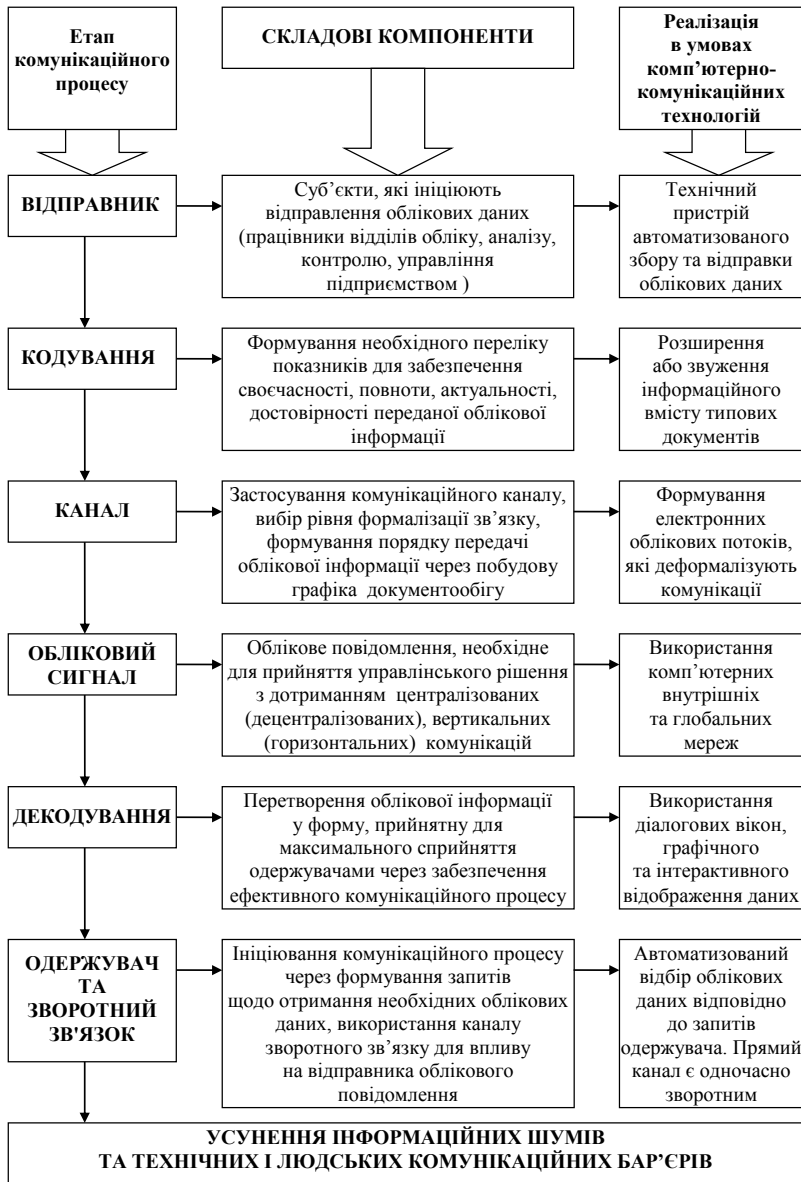 Етап
комунікаційного
процесу
СКЛАДОВІ КОМПОНЕНТИ
Реалізація
в умовах
комп’ютерно-
комунікаційних
технологій
ВІДПРАВНИК
Суб’єкти, які ініціюють
відправлення облікових даних
(працівники відділів обліку, аналізу,
контролю, управління
підприємством )
Технічний
пристрій
автоматизованого
збору та відправки
облікових даних
КОДУВАННЯ
Формування необхідного переліку
показників для забезпечення
своєчасності, повноти, актуальності,
достовірності переданої облікової
інформації
Розширення
або звуження
інформаційного
вмісту типових
документів
КАНАЛ
Застосування комунікаційного каналу,
вибір рівня формалізації зв’язку,
формування порядку передачі
облікової інформації через побудову
графіка документообігу
Формування
електронних
облікових потоків,
які деформалізують
комунікації
ОБЛІКОВИЙ
СИГНАЛ
Облікове повідомлення, необхідне
для прийняття управлінського рішення
з дотриманням централізованих
(децентралізованих), вертикальних
(горизонтальних) комунікацій
Використання
комп’ютерних
внутрішніх
та глобальних
мереж
ДЕКОДУВАННЯ
Перетворення облікової інформації
у форму, прийнятну для
максимального сприйняття
одержувачами через забезпечення
ефективного комунікаційного процесу
Використання
діалогових вікон,
графічного
та інтерактивного
відображення даних
ОДЕРЖУВАЧ
ТА
ЗВОРОТНИЙ
ЗВ'ЯЗОК
Ініціювання комунікаційного процесу
через формування запитів
щодо отримання необхідних облікових
даних, використання каналу
зворотного зв’язку для впливу
на відправника облікового
повідомлення
Автоматизований
відбір облікових
даних відповідно
до запитів
одержувача. Прямий
канал є одночасно
зворотним
УСУНЕННЯ ІНФОРМАЦІЙНИХ ШУМІВ
ТА ТЕХНІЧНИХ І ЛЮДСЬКИХ КОМУНІКАЦІЙНИХ БАР’ЄРІВ